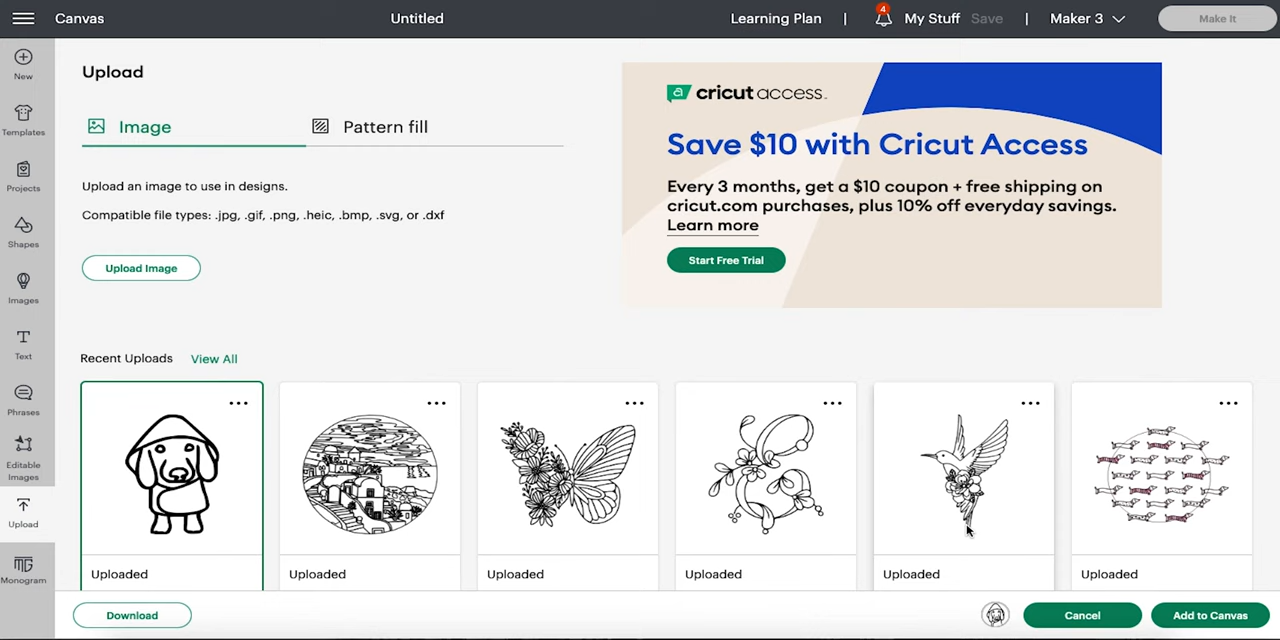 Canvas
Untitled
Learning Plan | 4 My Stuff Save | Maker 3 Make It
New
Templates
Projects
Shapes
Images
Text
Phrases
Editable
Images
Upload
Monogram
Upload
Image Pattern fill
Upload an image to use in designs.
Compatible file types: .jpg, .gif, .png, .heic, .bmp, .svg, or .dxf
Upload Image
a cricut access™
Save $10 with Cricut Access
Every 3 months, get a $10 coupon + free shipping on
cricut.com purchases, plus 10% off everyday savings.
Learn more
Start Free Trial
Recent Uploads View All
Uploaded Uploaded Uploaded Uploaded Uploaded Uploaded
Download Cancel Add to Canvas